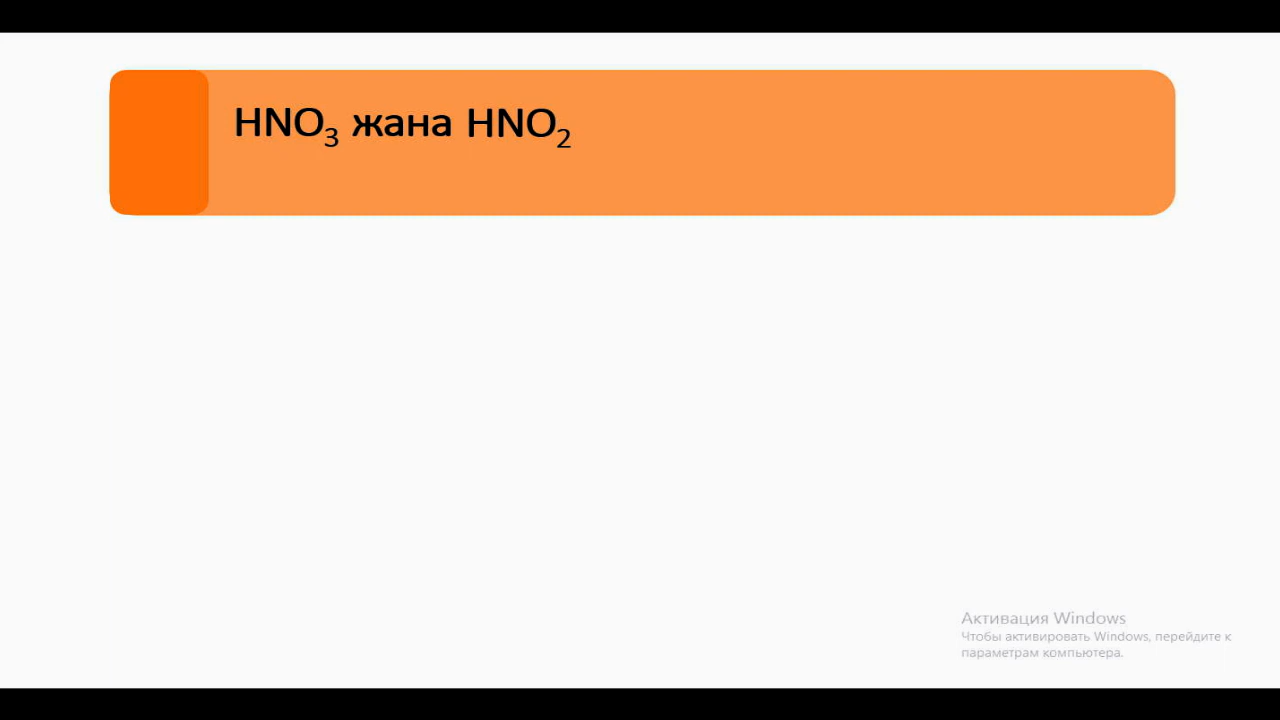 HNO₃ жана HNO₂
Активация Windows
Чтобы активировать Windows, перейдите к
параметрам компьютера.